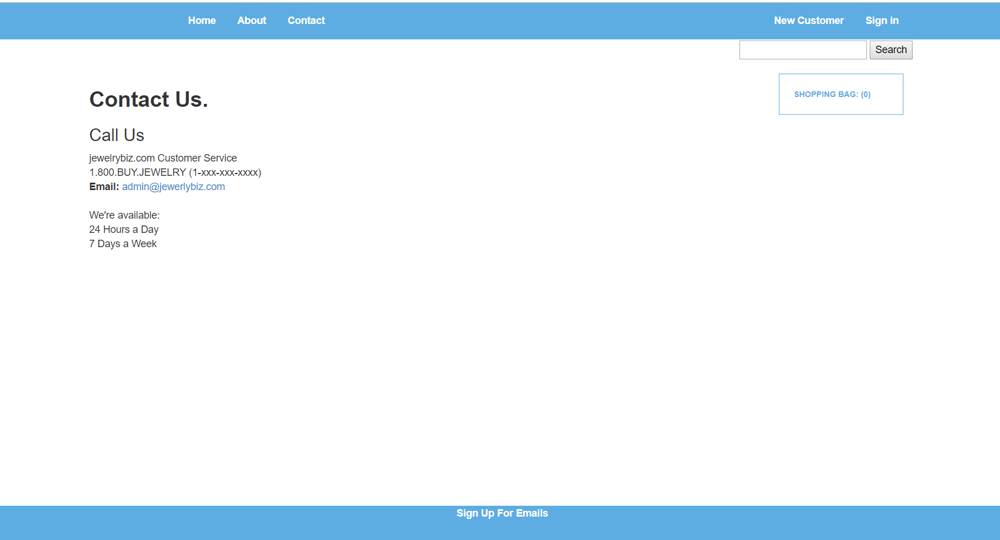 Home About Contact New Customer Sign in
Search
SHOPPING BAG: (0)
Contact Us.
Call Us
jewelrybiz.com Customer Service
1.800.BUY.JEWELRY (1-xxx-xxx-xxxx)
Email: admin@jewerlybiz.com
We're available:
24 Hours a Day
7 Days a Week
Sign Up For Emails